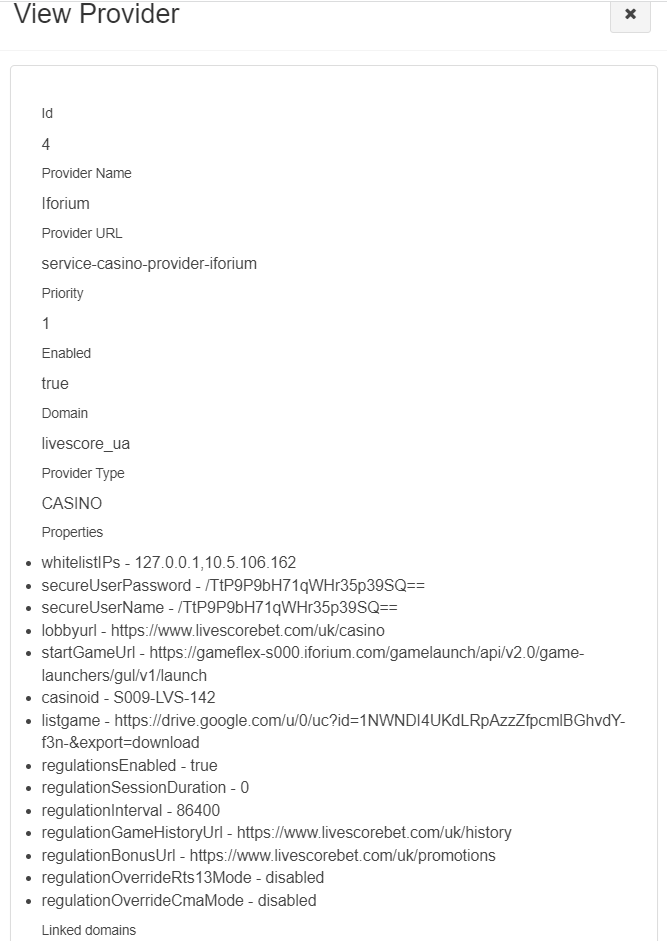 View Provider
Id
4
Provider Name
Iforium
Provider URL
service-casino-provider-iforium
Priority
1
Enabled
true
Domain
livescore_ua
Provider Type
CASINO
Properties
whitelistIPs - 127.0.0.1,10.5.106.162
secureUserPassword - /TtP9P9bH71qWHr35p39SQ==
secureUserName - /TtP9P9bH71qWHr35p39SQ==
lobbyurl - https://www.livescorebet.com/uk/casino
startGameUrl - https://gameflex-s000.iforium.com/gamelaunch/api/v2.0/game-
launchers/gul/v1/launch
casinoid - S009-LVS-142
listgame - https://drive.google.com/u/0/uc?id=1NWNDI4UKdLRpAzzZfpcmlBGhvdY-
f3n-&export=download
regulationsEnabled - true
regulationSessionDuration - 0
regulationInterval - 86400
regulationGameHistoryUrl - https://www.livescorebet.com/uk/history
regulationBonusUrl - https://www.livescorebet.com/uk/promotions
regulationOverrideRts13Mode - disabled
regulationOverrideCmaMode - disabled
Linked domains